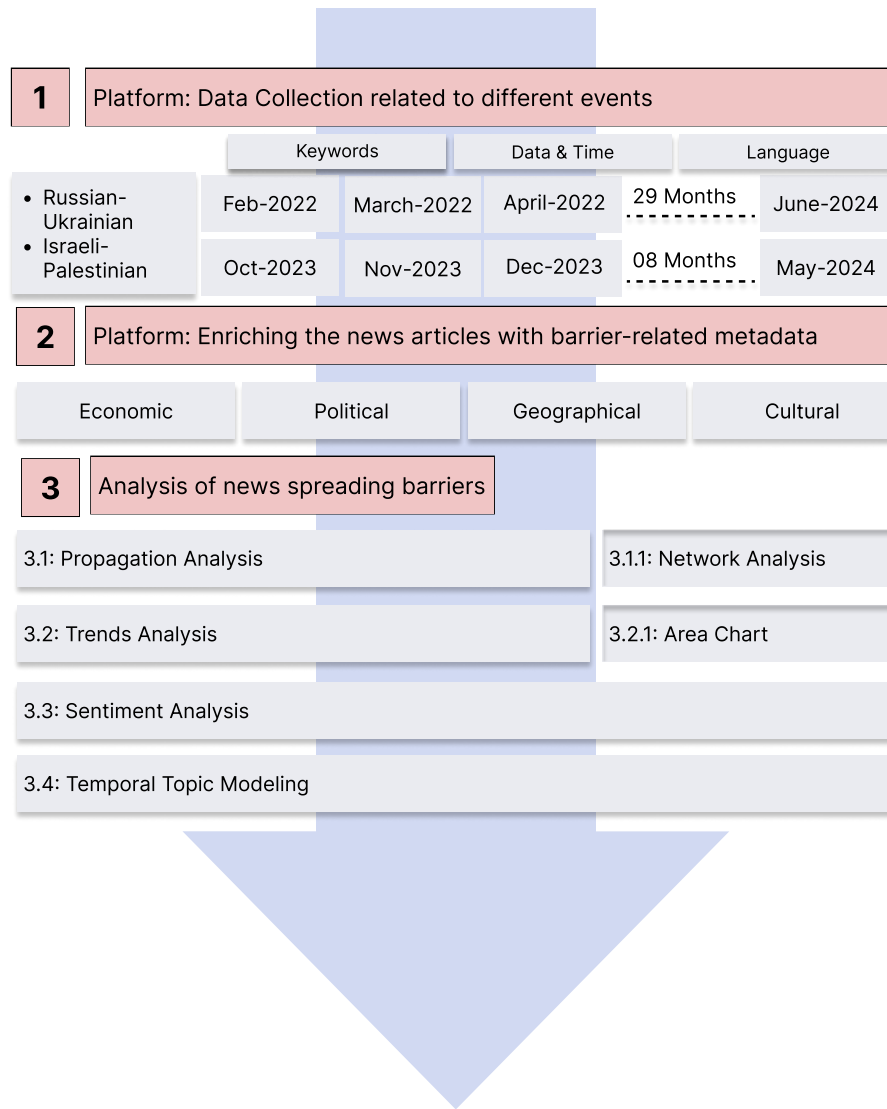 1
Platform: Data Collection related to different events
Keywords
Data & Time
Language
• Russian-
Ukrainian
• Israeli-
Palestinian
Feb-2022
March-2022
April-2022
29 Months
June-2024
Oct-2023
Nov-2023
Dec-2023
08 Months
May-2024
2
Platform: Enriching the news articles with barrier-related metadata
Economic
Political
Geographical
Cultural
3
Analysis of news spreading barriers
3.1: Propagation Analysis
3.1.1: Network Analysis
3.2: Trends Analysis
3.2.1: Area Chart
3.3: Sentiment Analysis
3.4: Temporal Topic Modeling